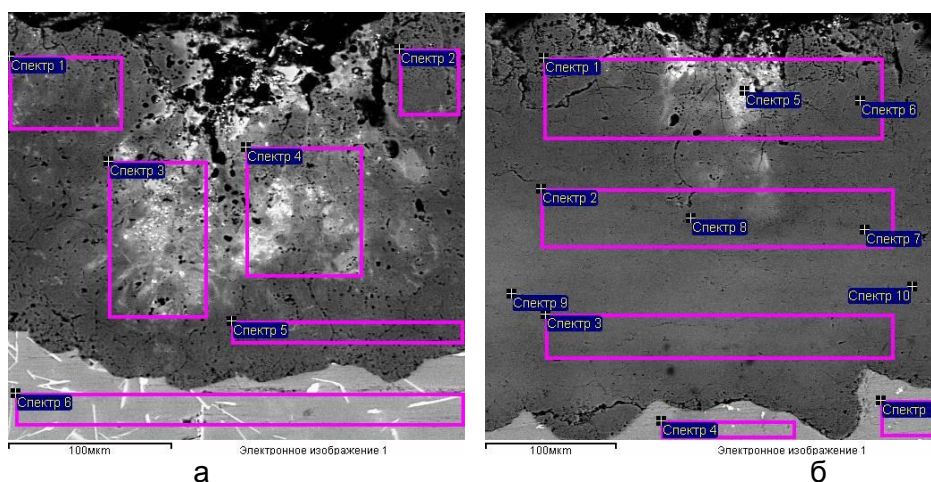 Спектр 1
Спектр 2
Спектр 3
Спектр 4
Спектр 5
Спектр 6
100мкm
Электронное изображение 1
а
Спектр 1
Спектр 5
Спектр 6
Спектр 2
Спектр 8
Спектр 7
Спектр 9
Спектр 10
Спектр 3
Спектр 4
Спектр
100мкm
Электронное изображение 1
б